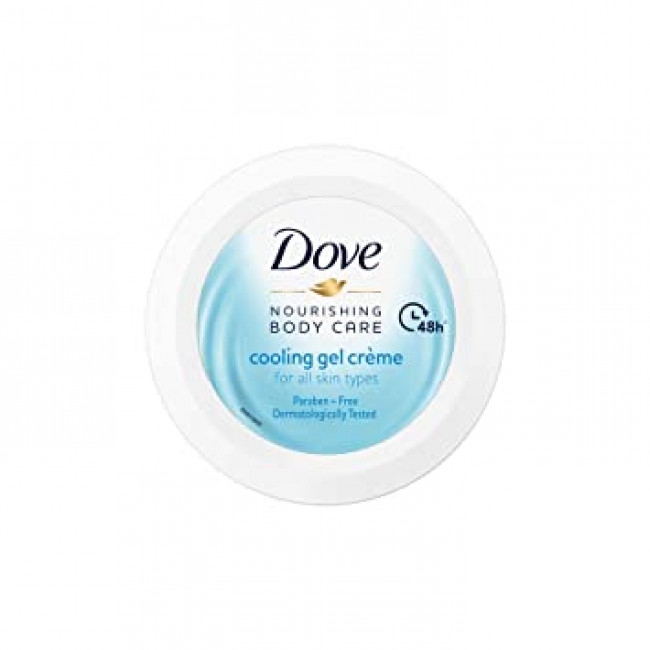 Dove
NOURISHING
BODY CARE
48h
cooling gel crème
for all skin types
Paraben – Free
Dermatologically Tested